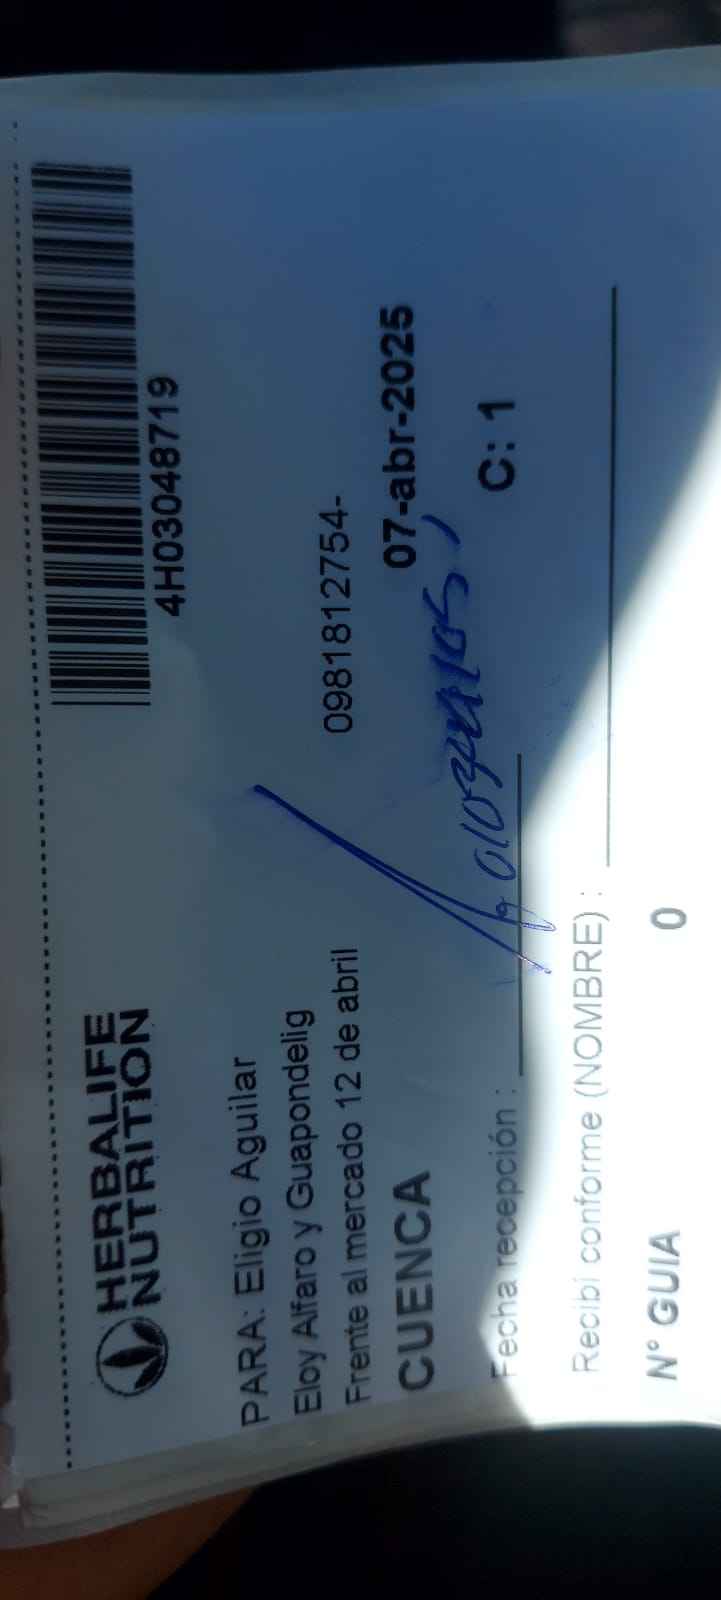 HERBALIFE
NUTRITION
4H03048719
PARA: Eligio Aguilar
Eloy Alfaro y Guapondelig
Frente al mercado 12 de abril
0981812754-
CUENCA
07-abr-2025
Fecha recepción :
C: 1
Recibi conforme (NOMBRE) :
N° GUIA
0